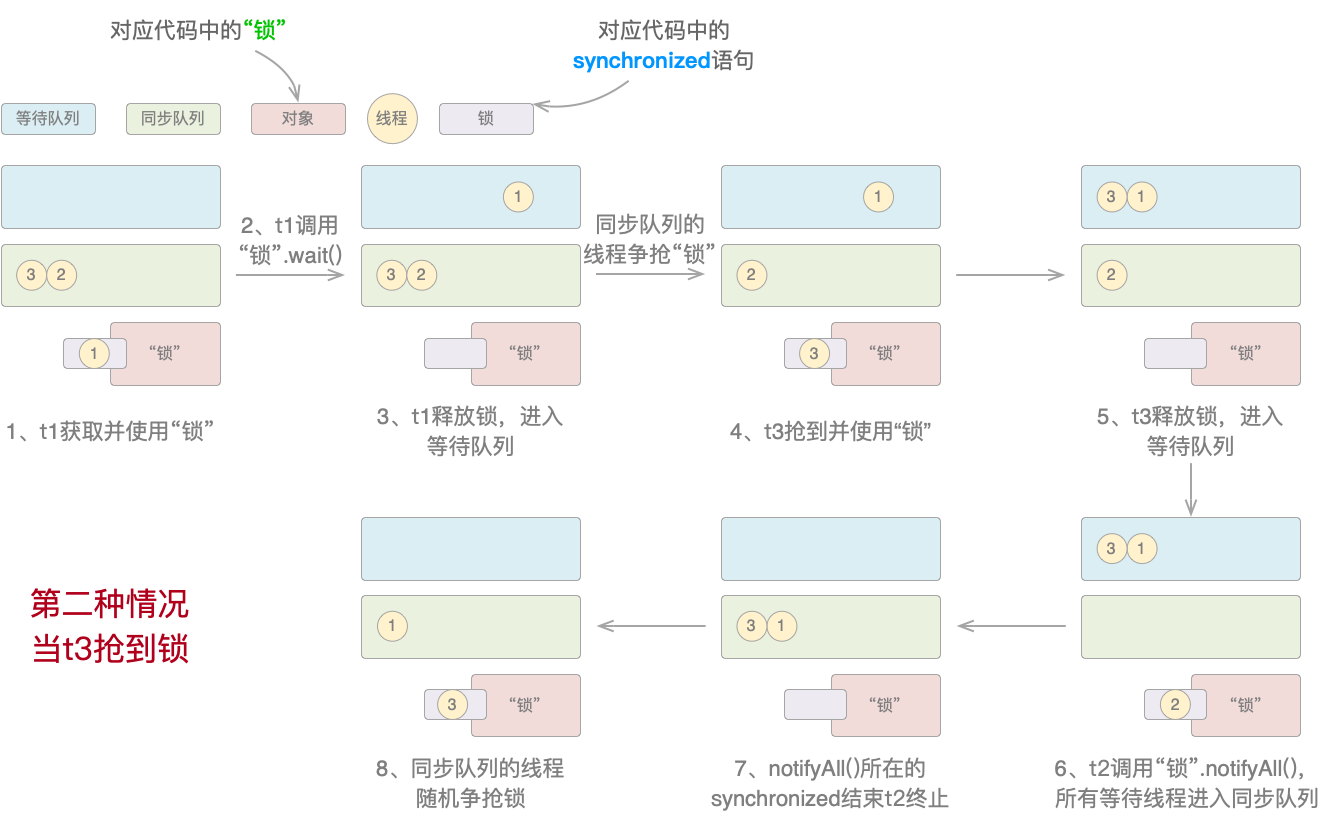 对应代码中的“锁”
对应代码中的
synchronized语句
等待队列
同步队列
对象
线程
锁
3 2
1
“锁”
1、t1获取并使用“锁”
2、t1调用
“锁”.wait()
1
3 2
“锁”
3、t1释放锁，进入
等待队列
同步队列的
线程争抢“锁”
1
2
3
“锁”
4、t3抢到并使用“锁”
3 1
2
“锁”
5、t3释放锁，进入
等待队列
3 1
2
“锁”
6、t2调用“锁”.notifyAll()，
所有等待线程进入同步队列
3 1
“锁”
7、notifyAll()所在的
synchronized结束t2终止
1
3
“锁”
8、同步队列的线程
随机争抢锁
第二种情况
当t3抢到锁